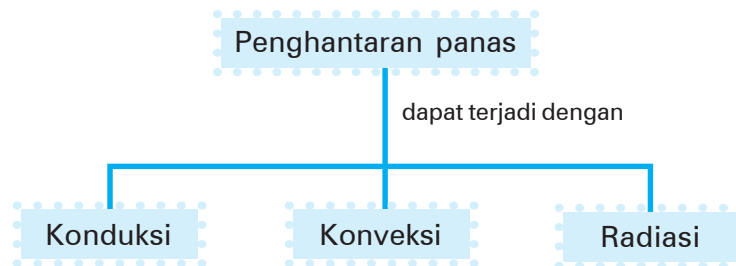 Penghantaran panas
dapat terjadi dengan
Konduksi
Konveksi
Radiasi